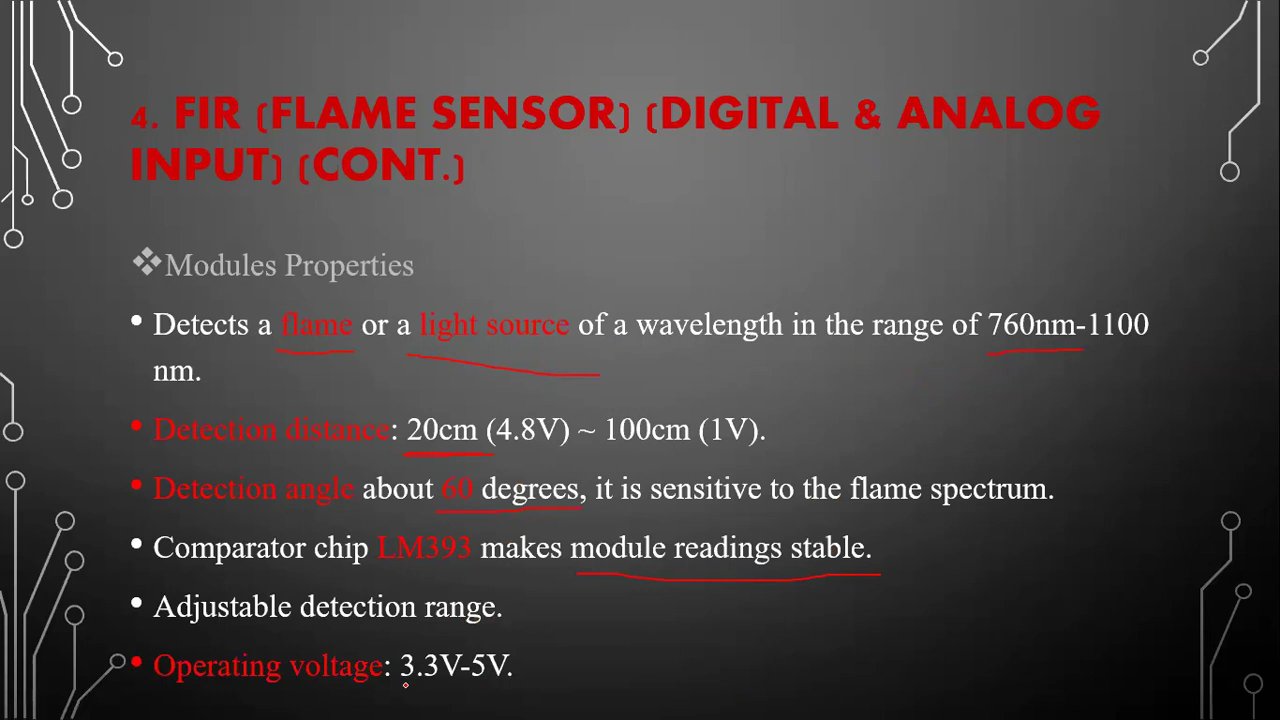 4. FIR (FLAME SENSOR) (DIGITAL & ANALOG
INPUT) (CONT.)
❖Modules Properties
• Detects a flame or a light source of a wavelength in the range of 760nm-1100
nm.
• Detection distance: 20cm (4.8V) ~ 100cm (1V).
• Detection angle about 60 degrees, it is sensitive to the flame spectrum.
• Comparator chip LM393 makes module readings stable.
• Adjustable detection range.
• Operating voltage: 3.3V-5V.